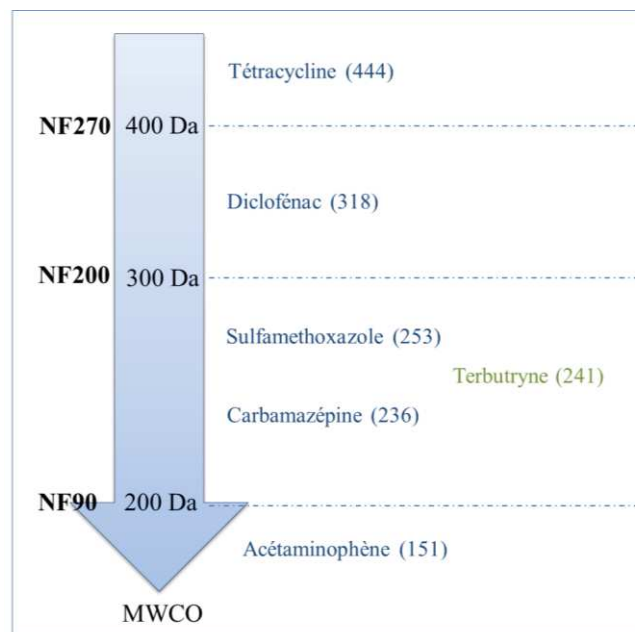 Tétracycline (444)
NF270 400 Da
Diclofénac (318)
NF200 300 Da
Sulfamethoxazole (253)
Terbutryne (241)
Carbamazépine (236)
NF90 200 Da
Acétaminophène (151)
MWCO